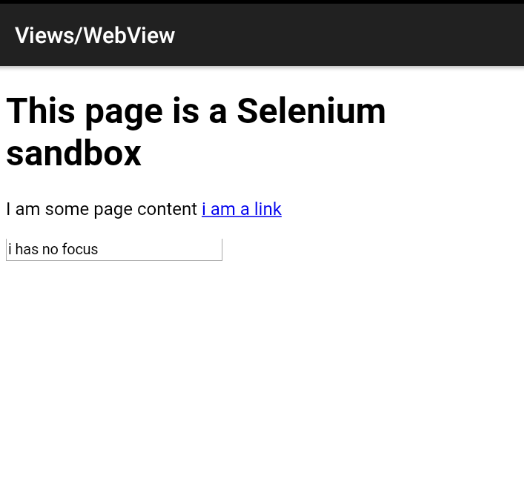 Views/WebView
This page is a Selenium
sandbox
I am some page content i am a link
i has no focus